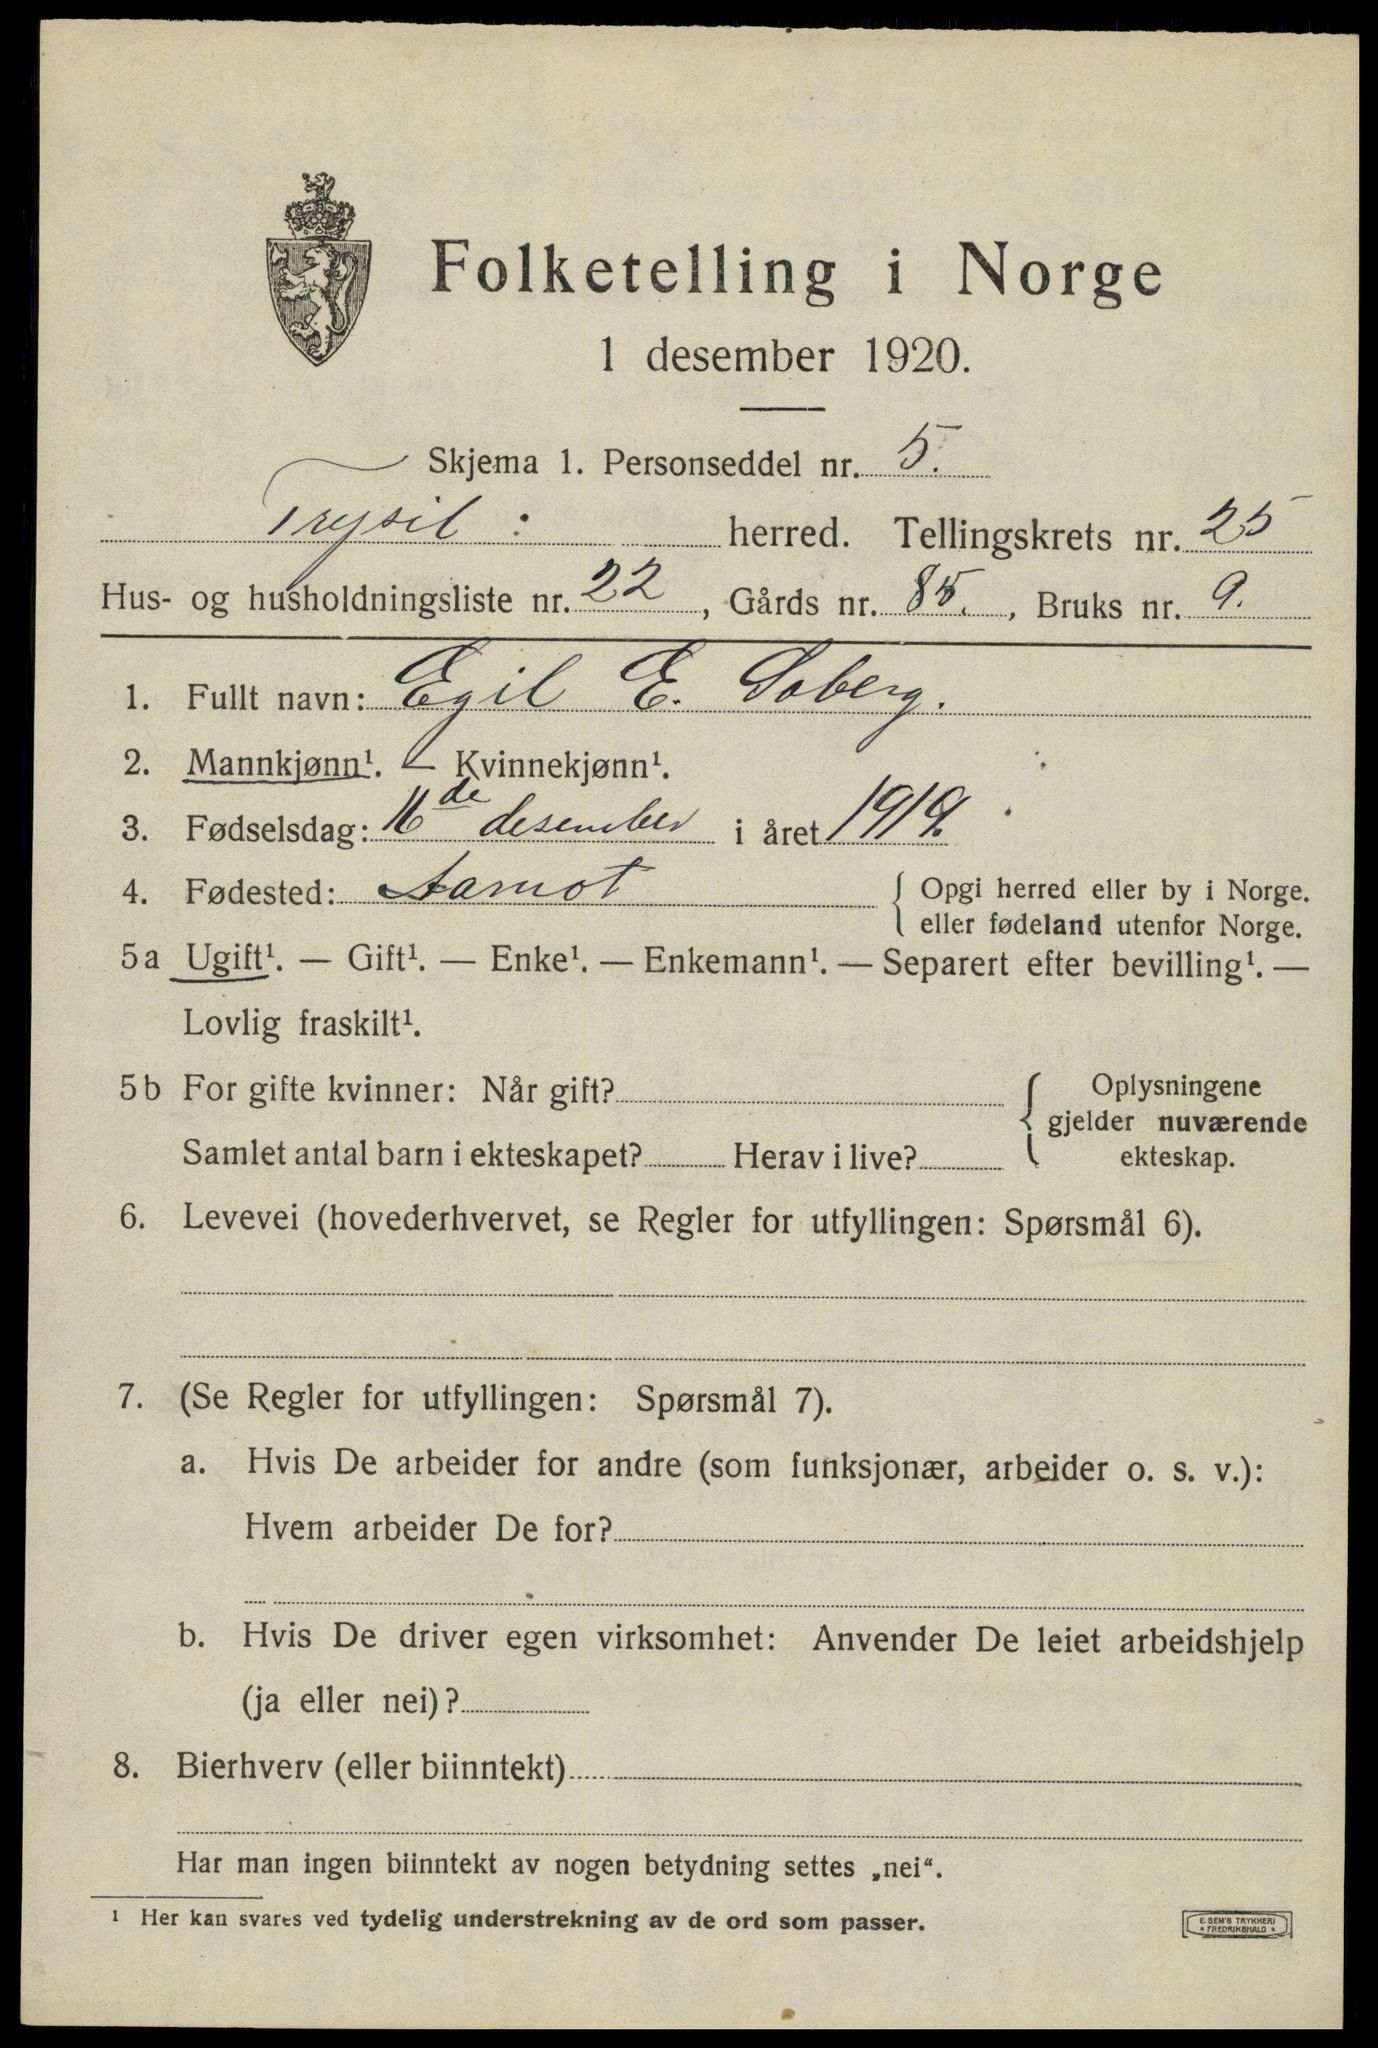 Folketelling i Norge
1 desember 1920.
Skjema 1. Personseddel nr. 5.
Trysil : herred. Tellingskrets nr. 25
Hus- og husholdningsliste nr. 22, Gårds nr. 85., Bruks nr. 9.
1. Fullt navn: Egil E. Soberg.
2. Mannkjønn¹. — Kvinnekjønn¹.
3. Fødselsdag: 16de desember i året 1919.
4. Fødested: Aamot { Opgi herred eller by i Norge.
eller fødeland utenfor Norge.
5a Ugift¹. — Gift¹. — Enke¹. — Enkemann¹. — Separert efter bevilling¹. —
Lovlig fraskilt¹.
5b For gifte kvinner: Når gift? { Oplysningene
gjelder nuværende
Samlet antal barn i ekteskapet? Herav i live? ekteskap.
6. Levevei (hovederhvervet, se Regler for utfyllingen: Spørsmål 6).
7. (Se Regler for utfyllingen: Spørsmål 7).
a. Hvis De arbeider for andre (som funksjonær, arbeider o. s. v.):
Hvem arbeider De for?
b. Hvis De driver egen virksomhet: Anvender De leiet arbeidshjelp
(ja eller nei)?
8. Bierhverv (eller biinntekt)
Har man ingen biinntekt av nogen betydning settes „nei“.
¹ Her kan svares ved tydelig understrekning av de ord som passer.
E. SEM'S TRYKKERI
* FREDRIKSHALD *